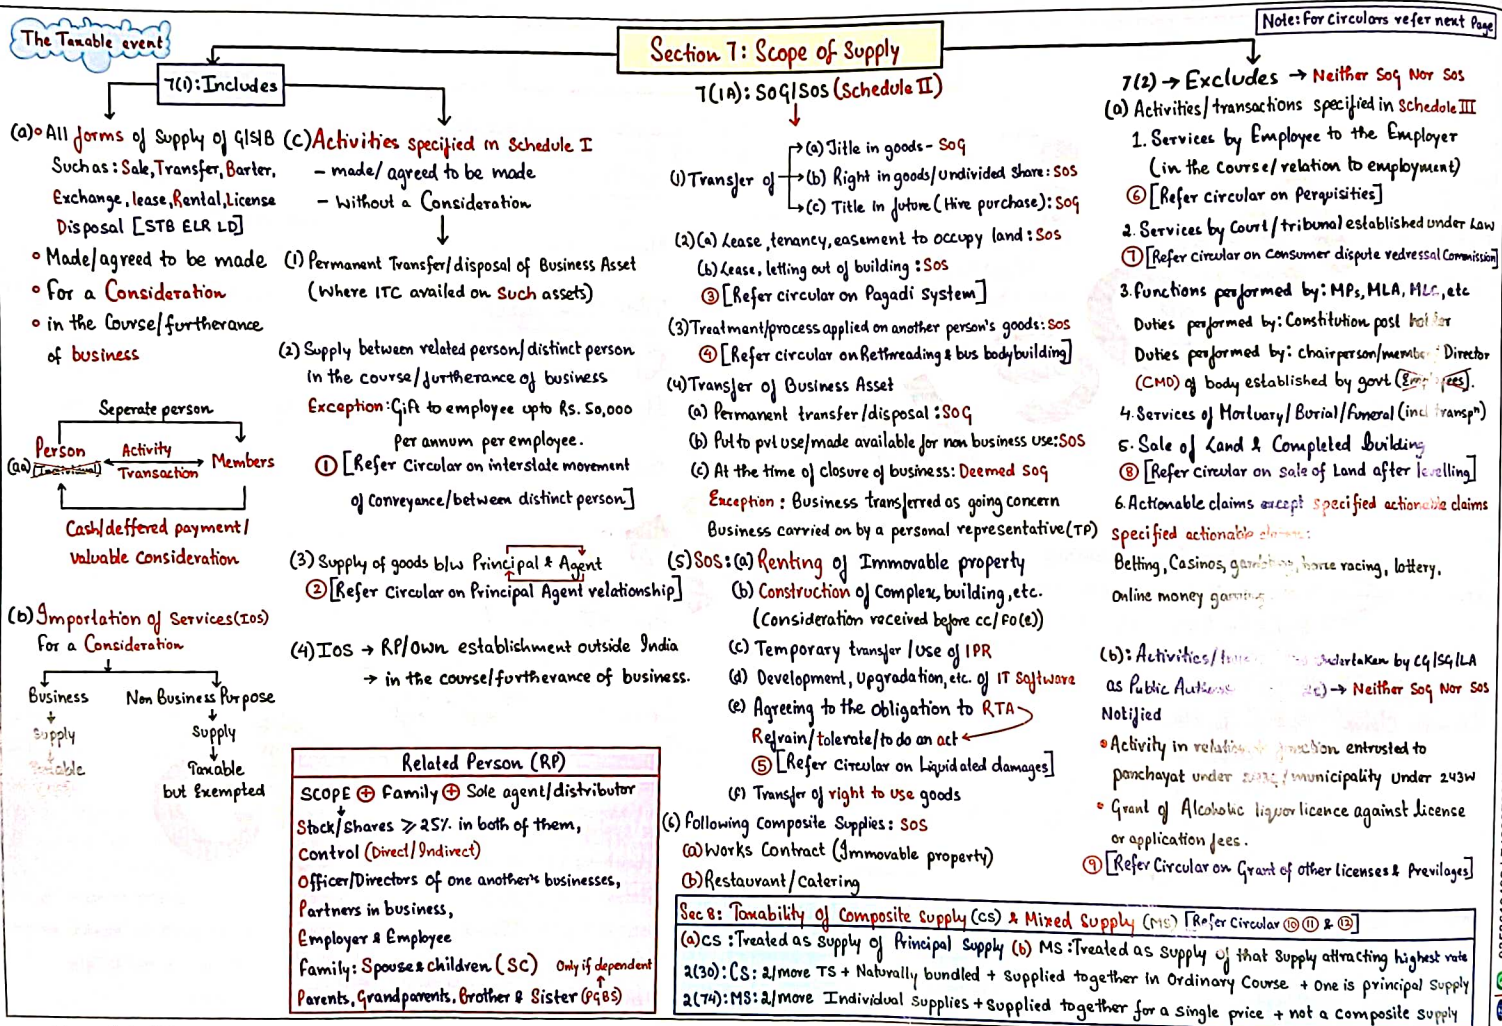 The Taxable event
Note: For Circulars refer next Page
Section 7: Scope of Supply
7(1): Includes
(a) • All forms of Supply of G/S/B
Such as: Sale, Transfer, Barter,
Exchange, lease, Rental, License
Disposal [STB ELR LD]
• Made/agreed to be made
• For a Consideration
• in the Course/furtherance
of business
Seperate person
Person
(aa) (Individual)
Activity
Transaction
Members
Cash/deffered payment/
Valuable Consideration
(b) Importation of Services (IOS)
For a Consideration
Business
Supply
Taxable
Non Business Purpose
Supply
Taxable
but Exempted
(C) Activities specified in Schedule I
- made/agreed to be made
- Without a Consideration
(1) Permanent Transfer/disposal of Business Asset
(Where ITC availed on Such assets)
(2) Supply between related person/distinct person
in the course/furtherance of business
Exception: Gift to employee upto Rs. 50,000
Per annum per employee.
① [Refer Circular on interstate movement
of Conveyance/between distinct person]
(3) Supply of goods b/w Principal & Agent
② [Refer Circular on Principal Agent relationship]
(4) IOS → RP/Own establishment outside India
→ in the course/furtherance of business.
Related Person (RP)
SCOPE ⊕ Family ⊕ Sole agent/distributor
Stock/Shares ≥ 25% in both of them,
Control (Direct/Indirect)
Officer/Directors of one another's businesses,
Partners in business,
Employer & Employee
Family: Spouse & children (SC) Only if dependent
Parents, Grandparents, Brother & Sister (PGBS)
7(1A): SOG/SOS (Schedule II)
(1) Transfer of
(a) Title in goods - SOG
(b) Right in goods/undivided share: SOS
(c) Title in future (Hire purchase): SOG
(2) (a) Lease, tenancy, easement to occupy land: SOS
(b) Lease, letting out of building: SOS
③ [Refer circular on Pagadi System]
(3) Treatment/process applied on another person's goods: SOS
④ [Refer circular on Rethreading & bus bodybuilding]
(4) Transfer of Business Asset
(a) Permanent transfer/disposal: SOG
(b) Put to pvt use/made available for non business use: SOS
(c) At the time of closure of business: Deemed SOG
Exception: Business transferred as going concern
Business carried on by a personal representative (TP)
(5) SOS: (a) Renting of Immovable property
(b) Construction of Complex, building, etc.
(Consideration received before CC/FO(e))
(c) Temporary transfer/use of IPR
(d) Development, Upgradation, etc. of IT Software
(e) Agreeing to the obligation to RTA
Refrain/tolerate/to do an act
⑤ [Refer Circular on Liquidated damages]
(f) Transfer of right to use goods
(6) Following Composite Supplies: SOS
(a) Works Contract (Immovable property)
(b) Restaurant/Catering
7(2) → Excludes → Neither SOG Nor SOS
(a) Activities/transactions specified in Schedule III
1. Services by Employee to the Employer
(in the Course/relation to employment)
⑥ [Refer circular on Perquisities]
2. Services by Court/tribunal established under Law
⑦ [Refer circular on Consumer dispute redressal Commission]
3. Functions performed by: MPs, MLA, MLC, etc
Duties performed by: Constitution post holder
Duties performed by: chairperson/member Director
(CMD) of body established by govt (Employees).
4. Services of Mortuary/Burial/Funeral (incl transpⁿ)
5. Sale of Land & Completed Building
⑧ [Refer circular on Sale of Land after levelling]
6. Actionable claims except specified actionable claims
Specified actionable claims:
Betting, Casinos, gambling, horse racing, lottery,
Online money gaming
(b): Activities/ undertaken by CG/SG/LA
as Public → Neither SOG Nor SOS
Notified
• Activity in relation function entrusted to
panchayat under / municipality Under 243W
• Grant of Alcoholic liquor licence against licence
or application fees.
⑨ [Refer Circular on Grant of other licenses & Previlages]
Sec 8: Taxability of Composite Supply (CS) & Mixed Supply (MS) [Refer Circular ⑩ ⑪ & ⑫]
(a) CS: Treated as supply of Principal Supply (b) MS: Treated as supply of that supply attracting highest rate
2(30): CS: 2/more TS + Naturally bundled + Supplied together in Ordinary Course + One is principal Supply
2(74): MS: 2/more Individual Supplies + Supplied together for a single price + not a Composite Supply